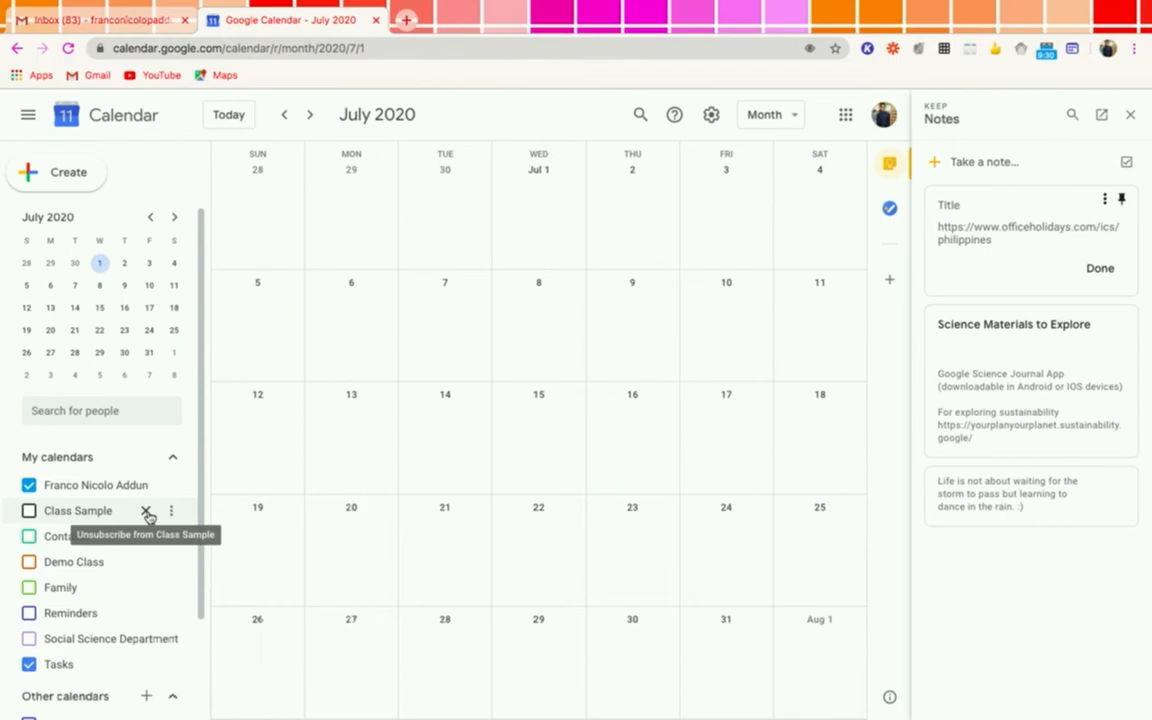 Inbox (83) - franconicolopadd
Google Calendar - July 2020
calendar.google.com/calendar/r/month/2020/7/1
Apps Gmail YouTube Maps
11 Calendar Today July 2020 Month
KEEP
Notes
Create
Take a note...
July 2020
S M T W T F S
28 29 30 1 2 3 4
5 6 7 8 9 10 11
12 13 14 15 16 17 18
19 20 21 22 23 24 25
26 27 28 29 30 31 1
2 3 4 5 6 7 8
Search for people
My calendars
Franco Nicolo Addun
Class Sample
Unsubscribe from Class Sample
Demo Class
Family
Reminders
Social Science Department
Tasks
Other calendars
SUN MON TUE WED THU FRI SAT
28 29 30 Jul 1 2 3 4
5 6 7 8 9 10 11
12 13 14 15 16 17 18
19 20 21 22 23 24 25
26 27 28 29 30 31 Aug 1
Title
https://www.officeholidays.com/ics/
philippines
Done
Science Materials to Explore
Google Science Journal App
(downloadable in Android or IOS devices)
For exploring sustainability
https://yourplanyourplanet.sustainability.
google/
Life is not about waiting for the
storm to pass but learning to
dance in the rain. :)